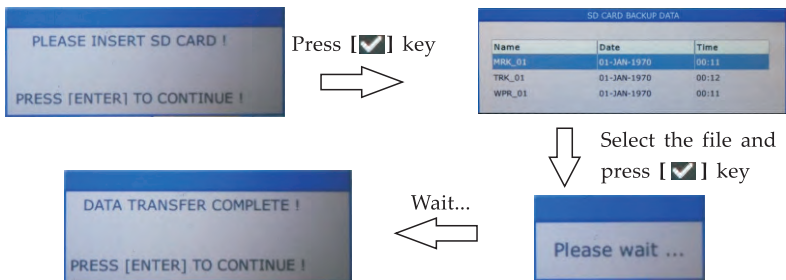 PLEASE INSERT SD CARD !
PRESS [ENTER] TO CONTINUE !
Press [✓] key
SD CARD BACKUP DATA
Name Date Time
MRK_01 01-JAN-1970 00:11
TRK_01 01-JAN-1970 00:12
WPR_01 01-JAN-1970 00:11
Select the file and
press [✓] key
Please wait ...
Wait...
DATA TRANSFER COMPLETE !
PRESS [ENTER] TO CONTINUE !